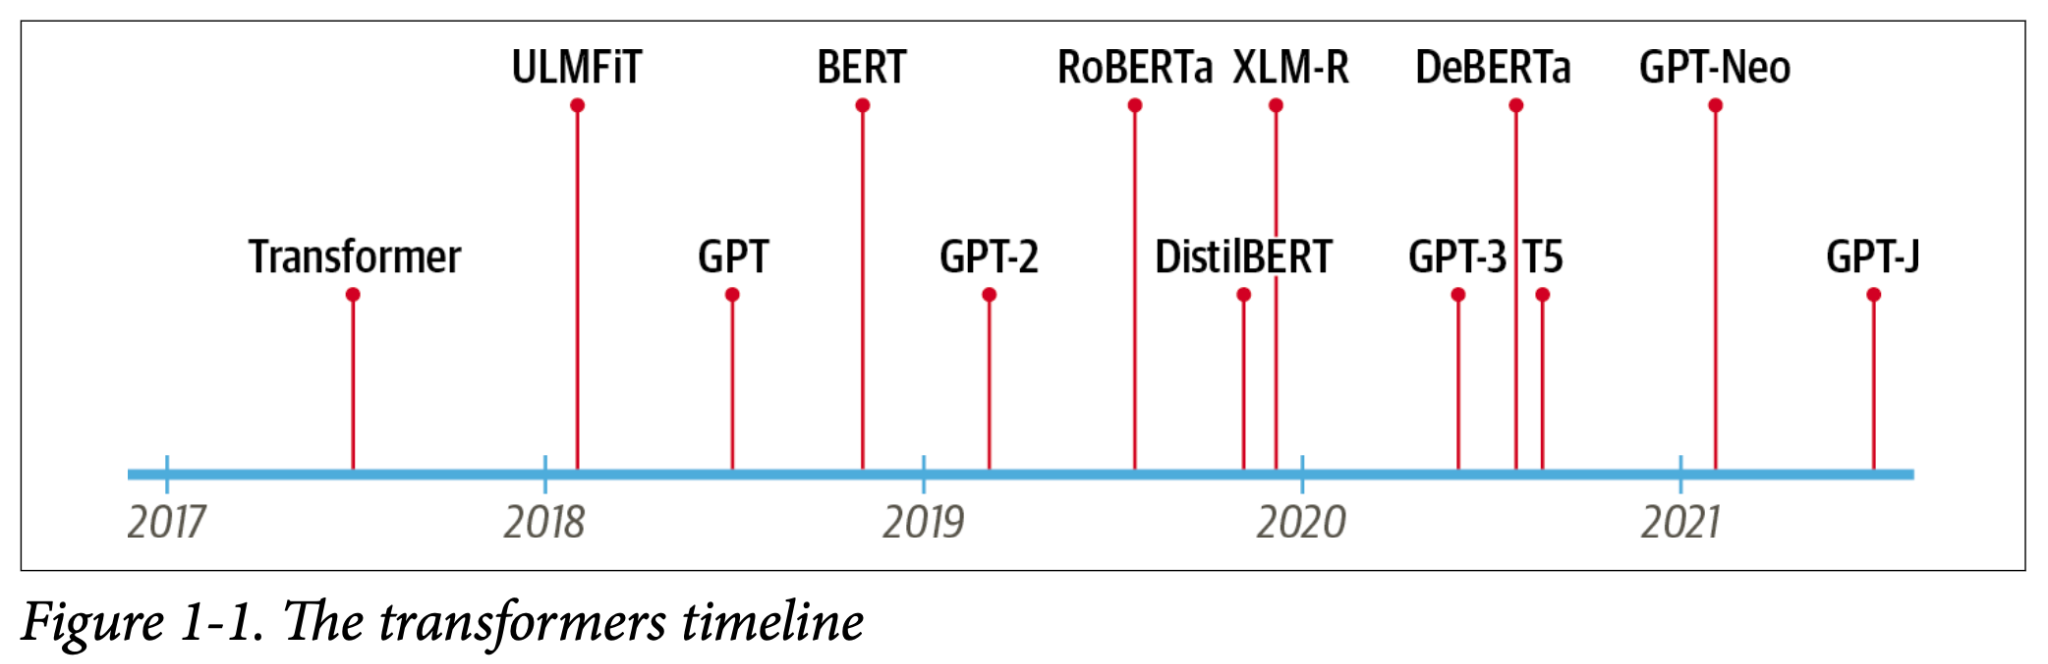 ULMFiT BERT RoBERTa XLM-R DeBERTa GPT-Neo
Transformer GPT GPT-2 DistilBERT GPT-3 T5 GPT-J
2017 2018 2019 2020 2021
Figure 1-1. The transformers timeline